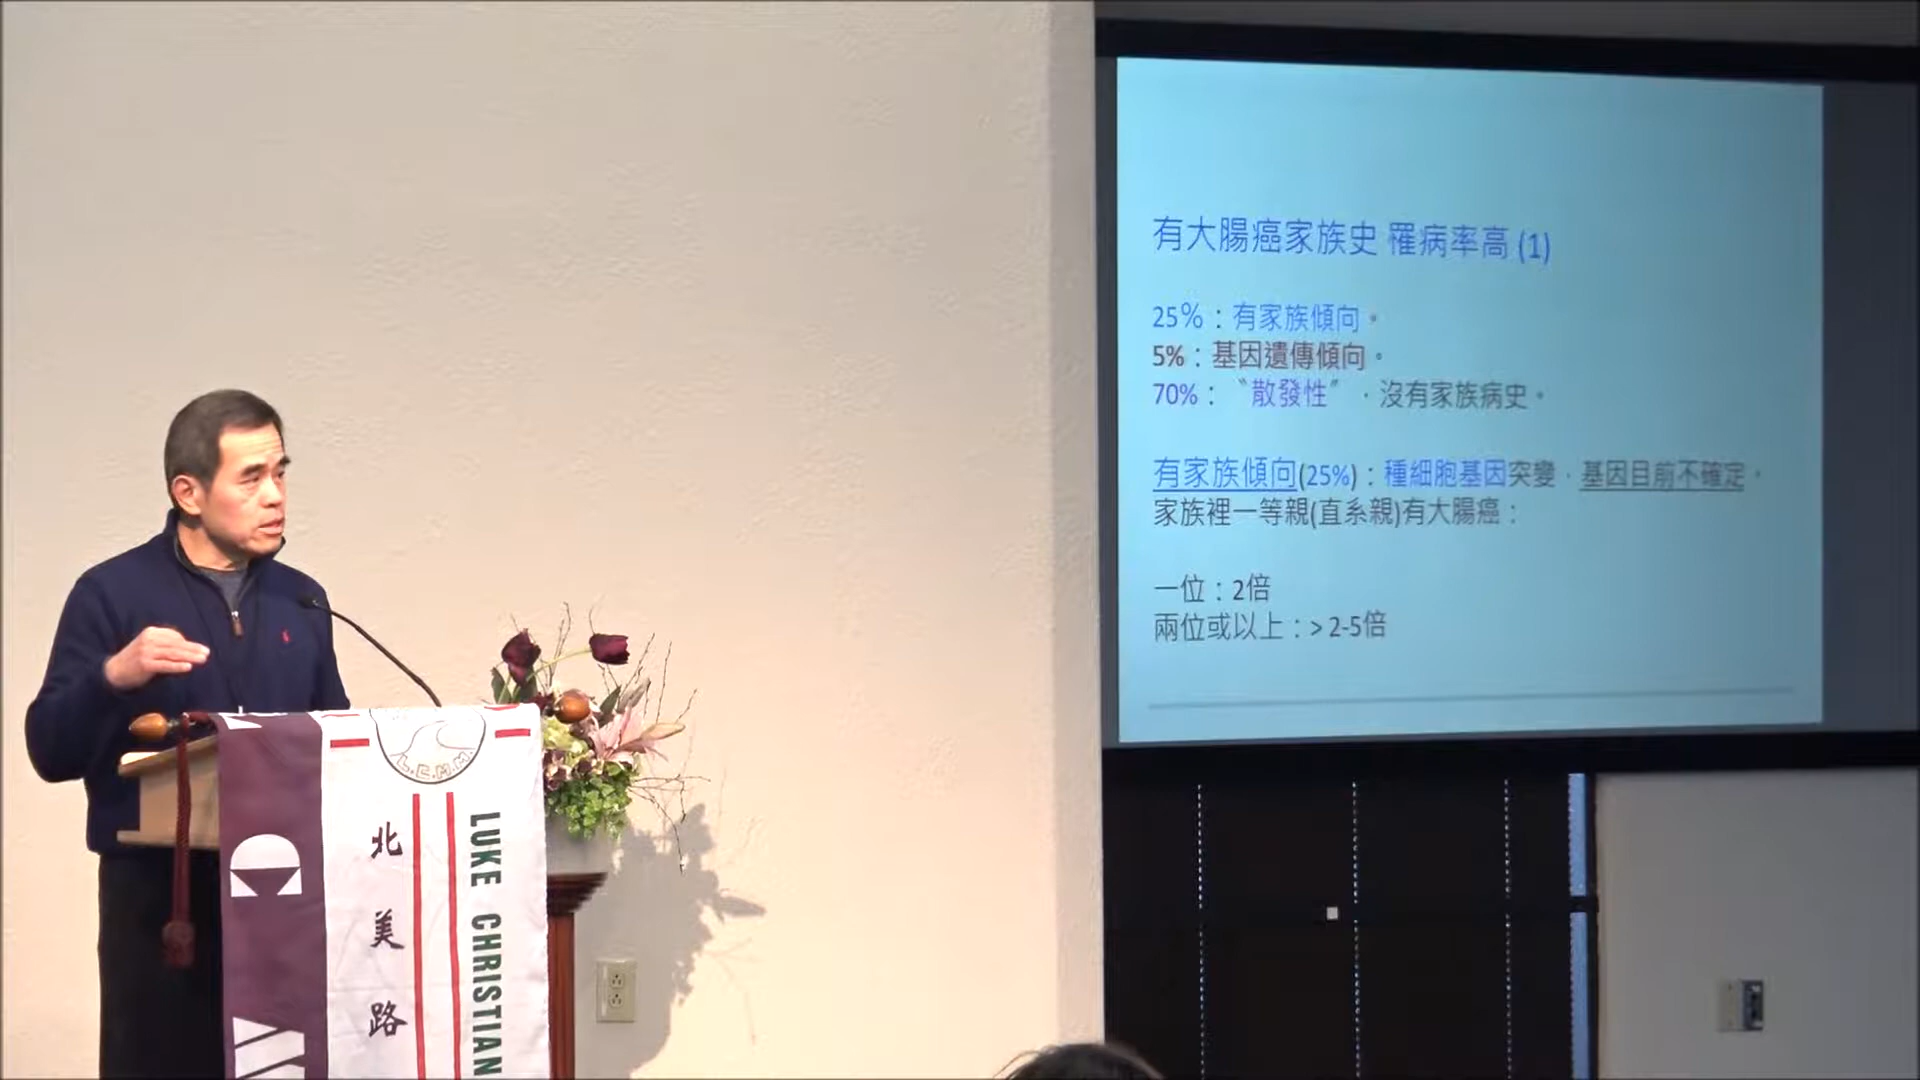 有大腸癌家族史 罹病率高 (1)
25%：有家族傾向。
5%：基因遺傳傾向。
70%：〝散發性〞，沒有家族病史。
有家族傾向(25%)：種細胞基因突變，基因目前不確定，
家族裡一等親(直系親)有大腸癌：
一位：2倍
兩位或以上：> 2-5倍
L.C.M.M.
北美路
LUKE CHRISTIAN